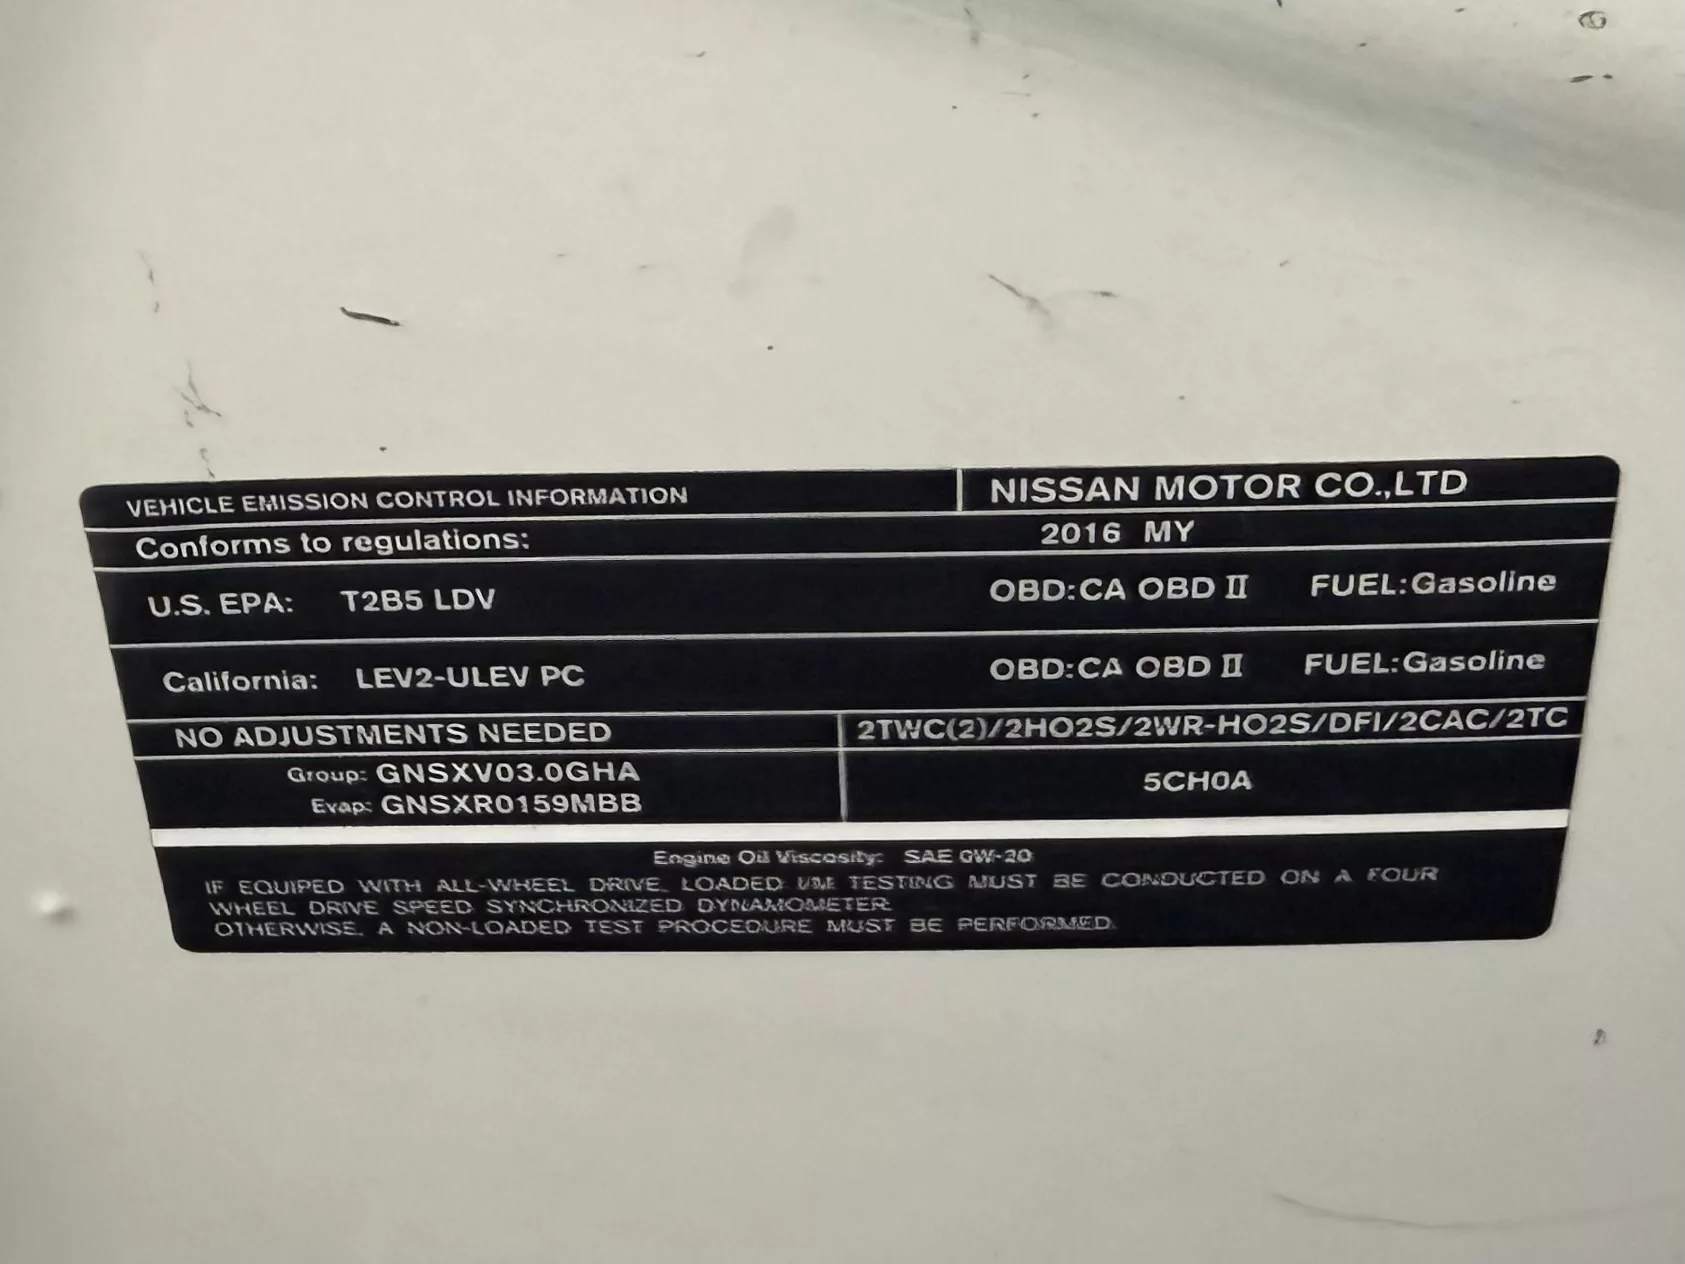 VEHICLE EMISSION CONTROL INFORMATION NISSAN MOTOR CO.,LTD
Conforms to regulations: 2016 MY
U.S. EPA: T2B5 LDV OBD:CA OBD II FUEL:Gasoline
California: LEV2-ULEV PC OBD:CA OBD II FUEL:Gasoline
NO ADJUSTMENTS NEEDED 2TWC(2)/2HO2S/2WR-HO2S/DFI/2CAC/2TC
Group: GNSXV03.0GHA
Evap: GNSXR0159MBB
5CH0A
Engine Oil Viscosity: SAE 0W-20
IF EQUIPED WITH ALL-WHEEL DRIVE, LOADED I/M TESTING MUST BE CONDUCTED ON A FOUR
WHEEL DRIVE SPEED SYNCHRONIZED DYNAMOMETER.
OTHERWISE, A NON-LOADED TEST PROCEDURE MUST BE PERFORMED.